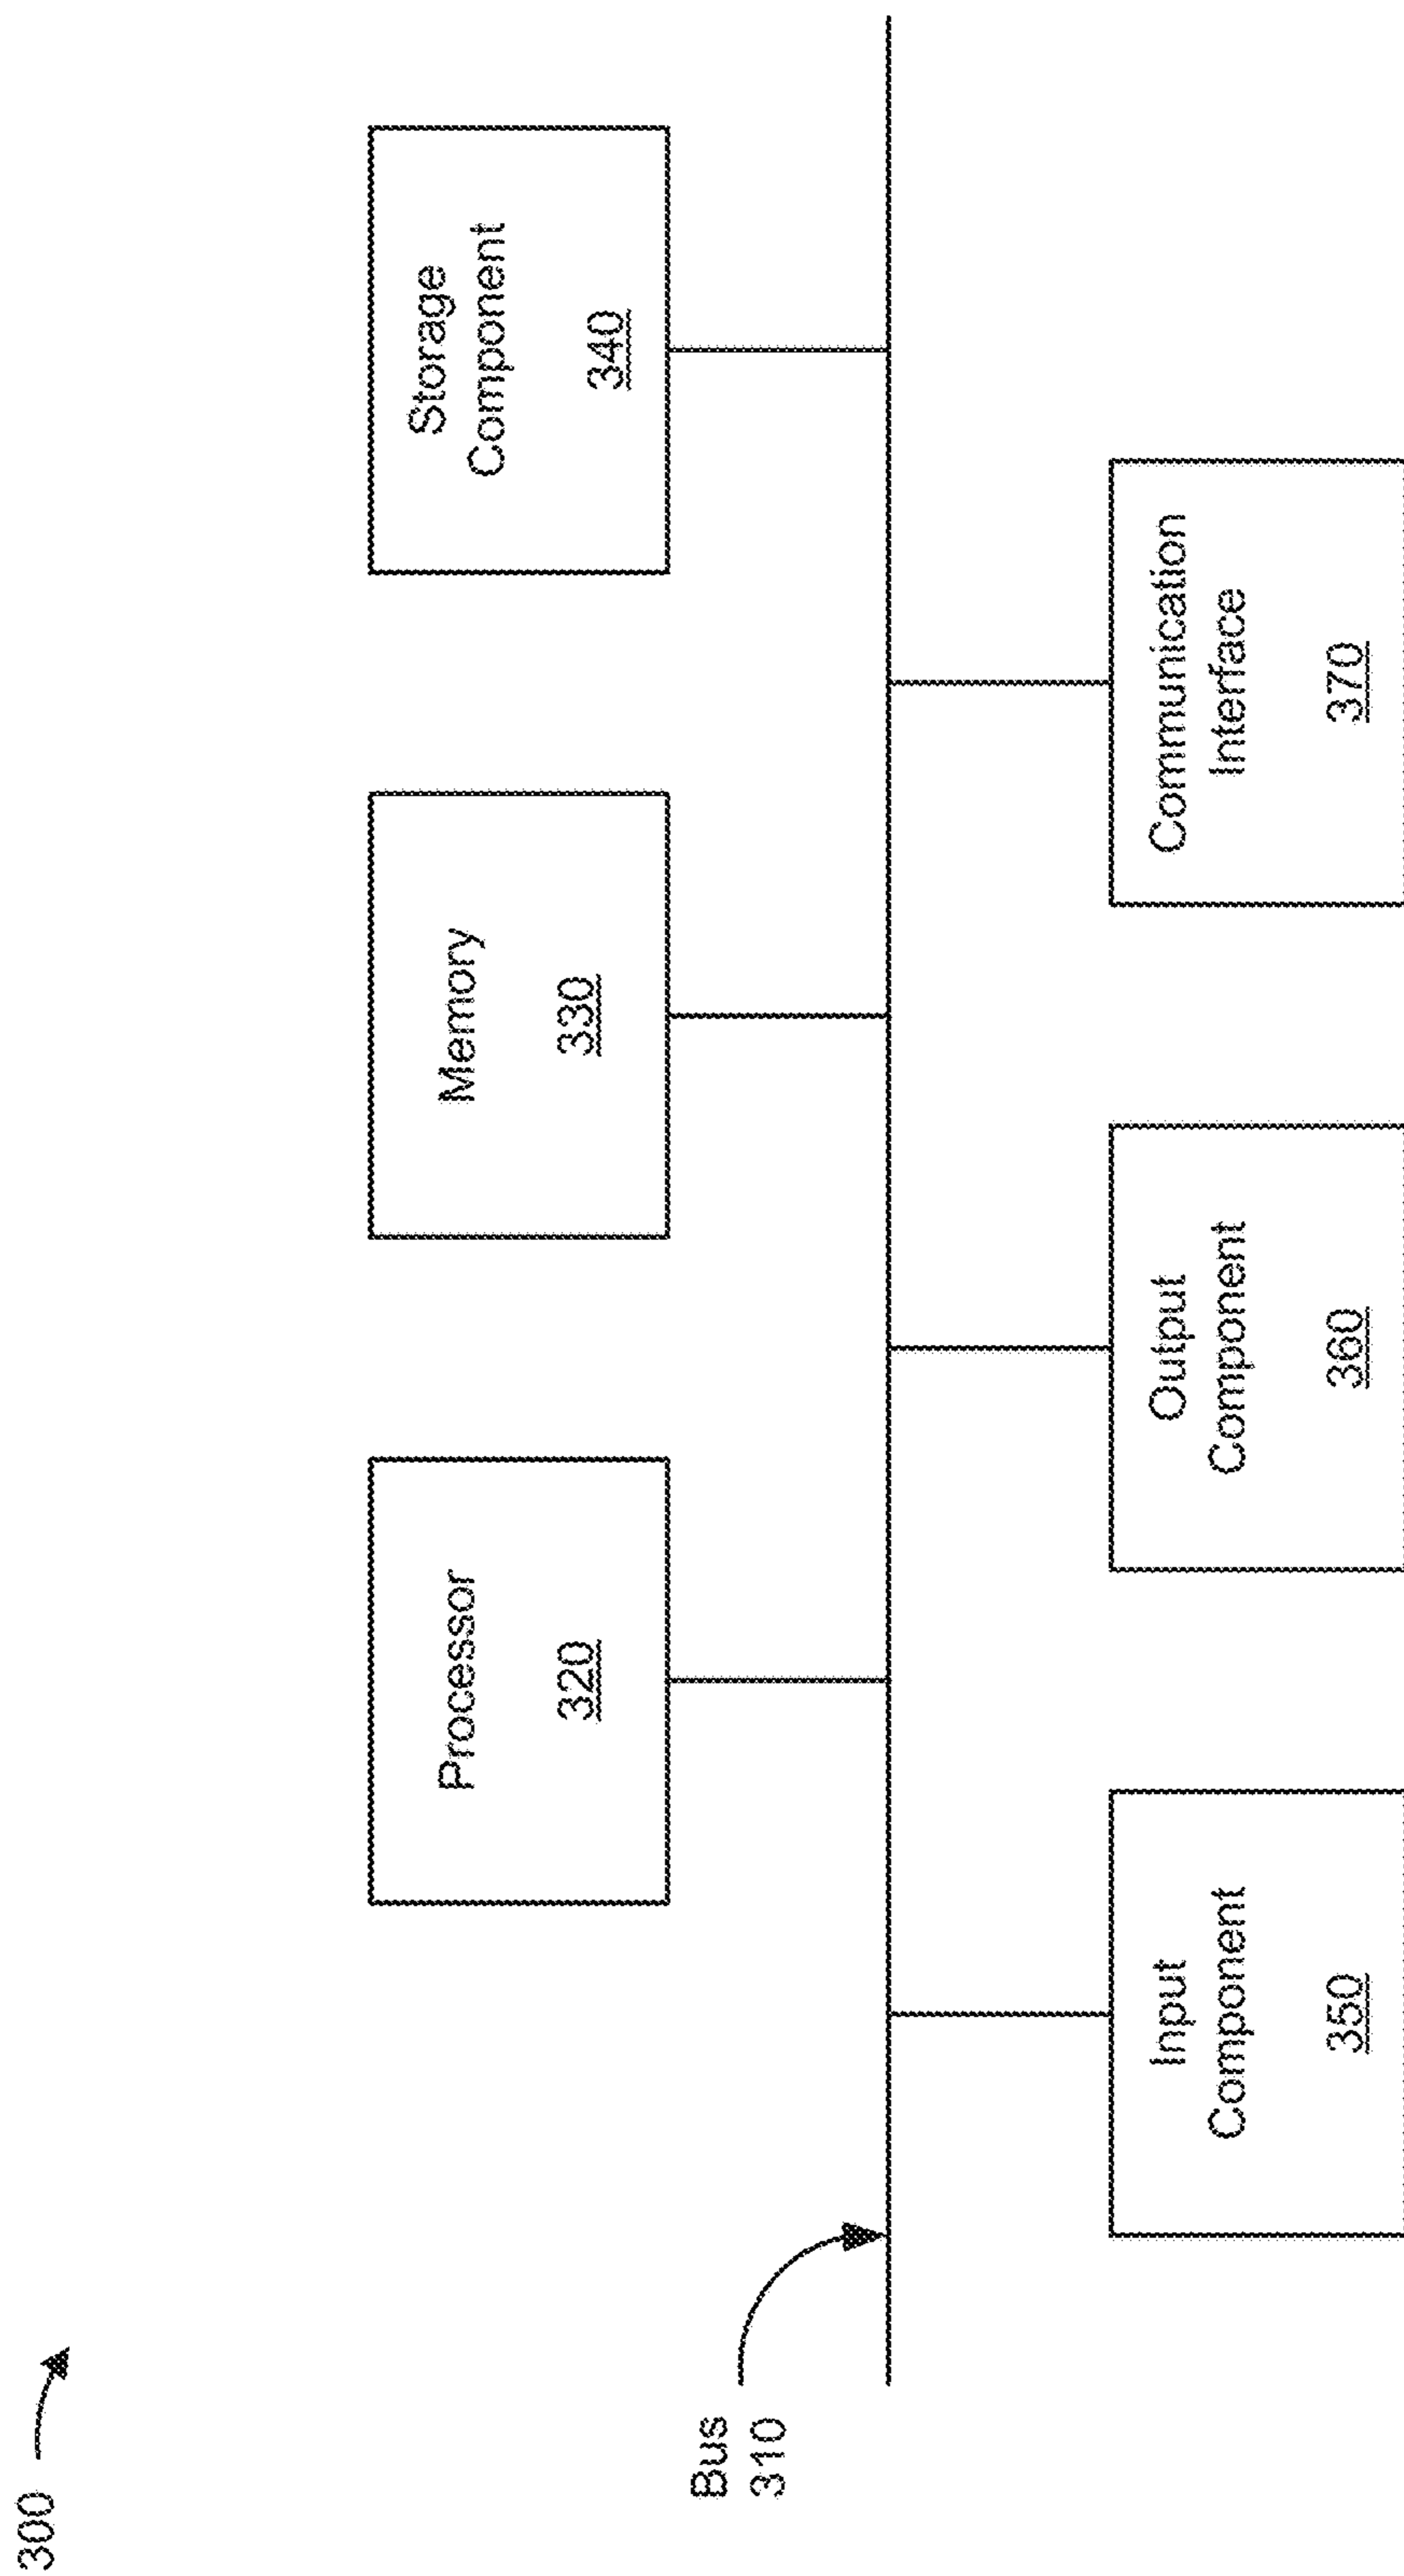 300
Bus
310
Processor
320
Memory
330
Storage
Component
340
Input
Component
350
Output
Component
360
Communication
Interface
370